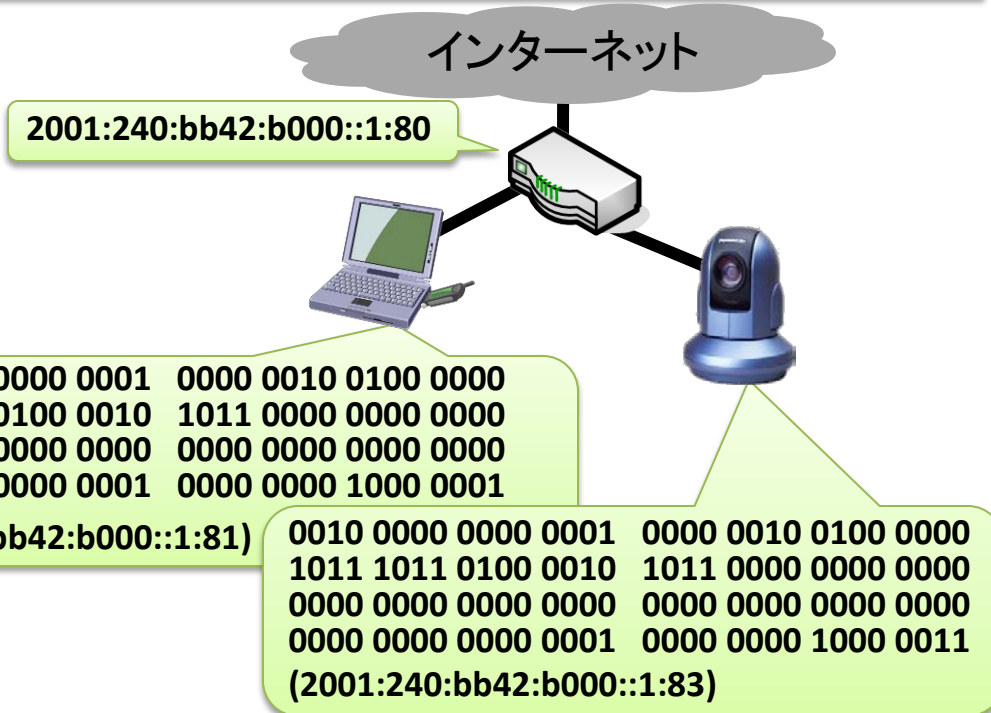 インターネット
2001:240:bb42:b000::1:80
0000 0001 0000 0010 0100 0000
0100 0010 1011 0000 0000 0000
0000 0000 0000 0000 0000 0000
0000 0001 0000 0000 1000 0001
bb42:b000::1:81)
0010 0000 0000 0001 0000 0010 0100 0000
1011 1011 0100 0010 1011 0000 0000 0000
0000 0000 0000 0000 0000 0000 0000 0000
0000 0000 0000 0001 0000 0000 1000 0011
(2001:240:bb42:b000::1:83)